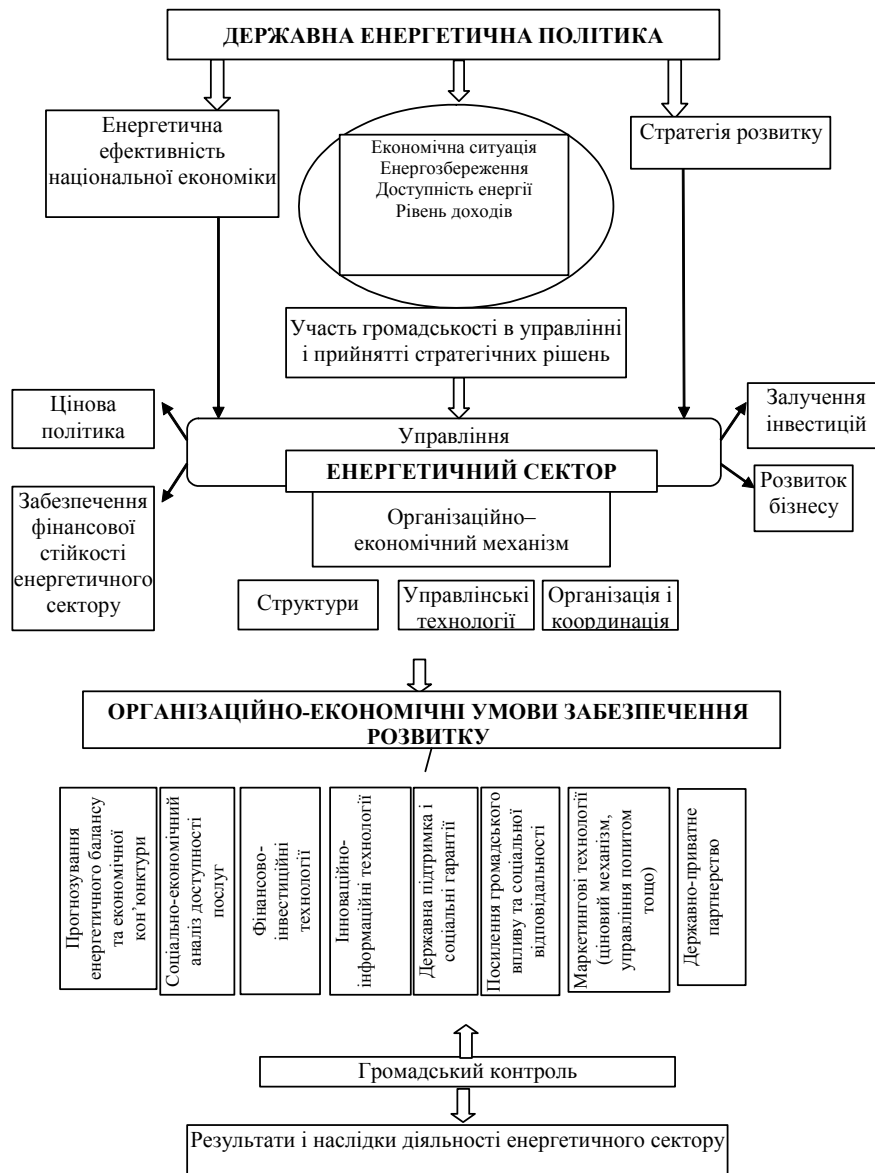 ДЕРЖАВНА ЕНЕРГЕТИЧНА ПОЛІТИКА
Енергетична
ефективність
національної економіки
Економічна ситуація
Енергозбереження
Доступність енергії
Рівень доходів
Стратегія розвитку
Участь громадськості в управлінні
і прийнятті стратегічних рішень
Цінова
політика
Залучення
інвестицій
Управління
ЕНЕРГЕТИЧНИЙ СЕКТОР
Забезпечення
фінансової
стійкості
енергетичного
сектору
Розвиток
бізнесу
Організаційно–
економічний механізм
Структури
Управлінські
технології
Організація і
координація
ОРГАНІЗАЦІЙНО-ЕКОНОМІЧНІ УМОВИ ЗАБЕЗПЕЧЕННЯ
РОЗВИТКУ
Прогнозування
енергетичного балансу
та економічної
кон’юнктури
Соціально-економічний
аналіз доступності
послуг
Фінансово-
інвестиційні
технології
Інноваційно-
інформаційні технології
Державна підтримка і
соціальні гарантії
Посилення громадського
впливу та соціальної
відповідальності
Маркетингові технології
(ціновий механізм,
управління попитом
тощо)
Державно-приватне
партнерство
Громадський контроль
Результати і наслідки діяльності енергетичного сектору